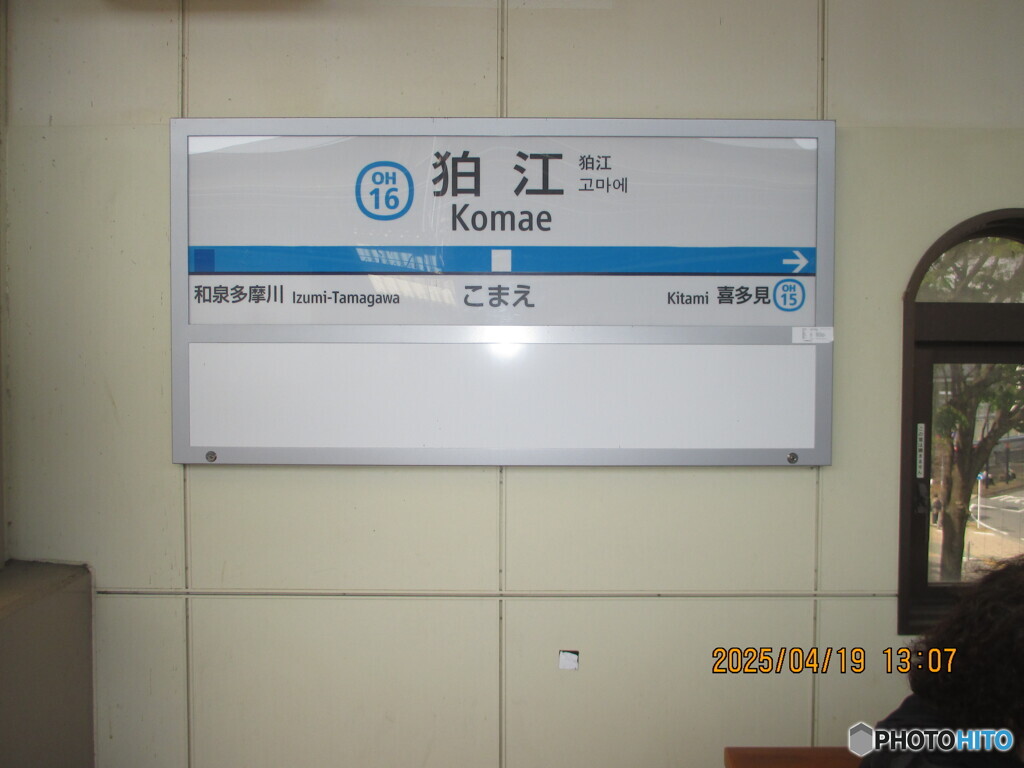 OH
16
狛江
狛江
고마에
Komae
和泉多摩川 Izumi-Tamagawa
こまえ
Kitami 喜多見
OH
15
2025/04/19 13:07
PHOTOHITO